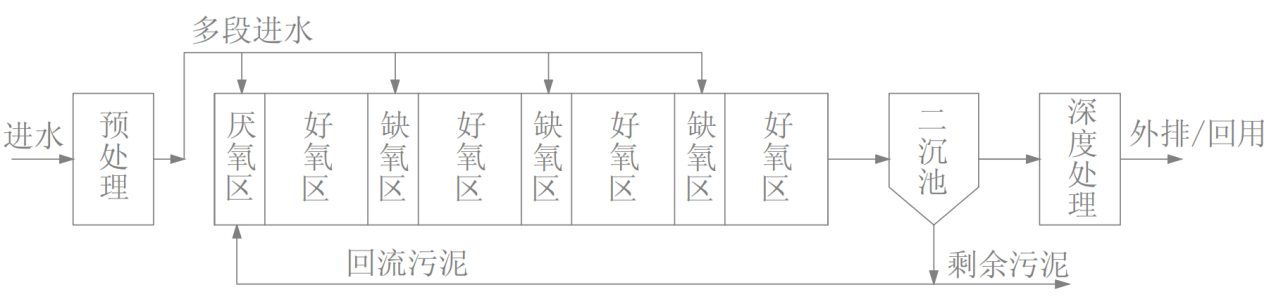 多段进水
进水
预处理
厌氧区
好氧区
缺氧区
好氧区
缺氧区
好氧区
缺氧区
好氧区
二沉池
深度处理
外排/回用
回流污泥
剩余污泥